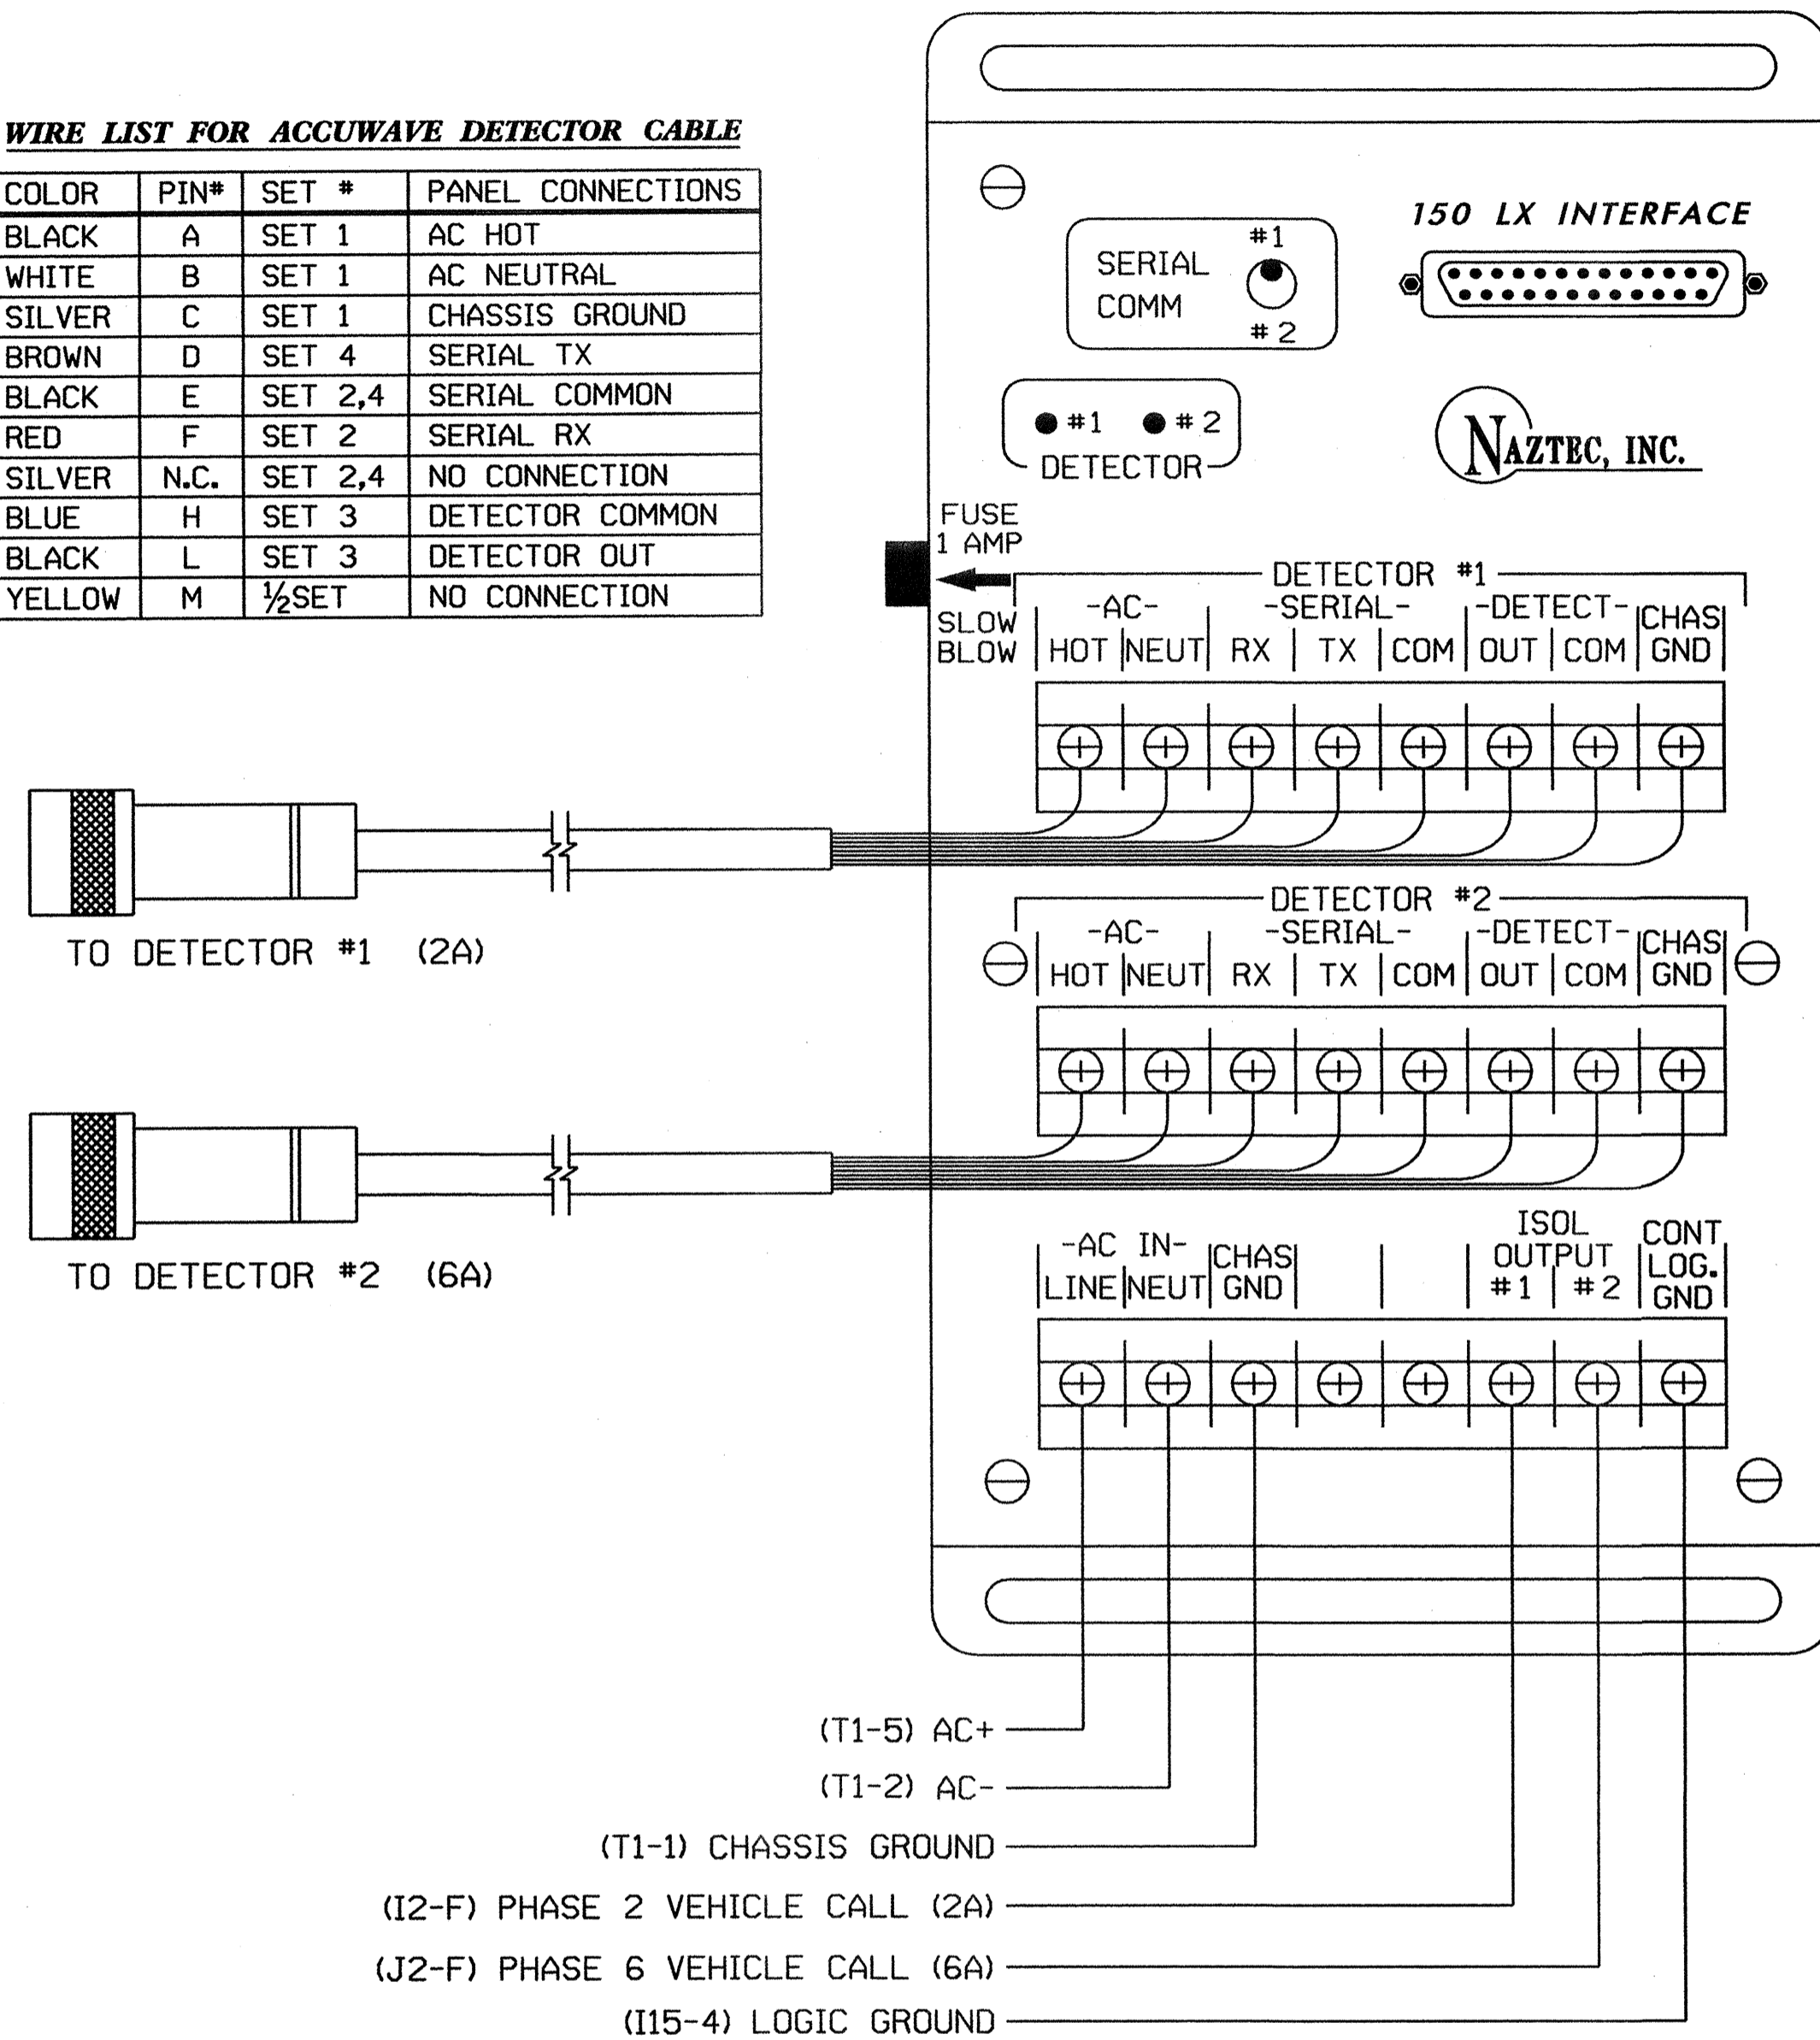 WIRE LIST FOR ACCUWAVE DETECTOR CABLE
COLOR PIN# SET # PANEL CONNECTIONS
BLACK A SET 1 AC HOT
WHITE B SET 1 AC NEUTRAL
SILVER C SET 1 CHASSIS GROUND
BROWN D SET 4 SERIAL TX
BLACK E SET 2,4 SERIAL COMMON
RED F SET 2 SERIAL RX
SILVER N.C. SET 2,4 NO CONNECTION
BLUE H SET 3 DETECTOR COMMON
BLACK L SET 3 DETECTOR OUT
YELLOW M ½SET NO CONNECTION
150 LX INTERFACE
#1
SERIAL
COMM
#2
#1 #2
DETECTOR
NAZTEC, INC.
FUSE
1 AMP
SLOW
BLOW
DETECTOR #1
-AC- -SERIAL- -DETECT- CHAS
HOT NEUT RX TX COM OUT COM GND
TO DETECTOR #1 (2A)
DETECTOR #2
-AC- -SERIAL- -DETECT- CHAS
HOT NEUT RX TX COM OUT COM GND
TO DETECTOR #2 (6A)
ISOL CONT
-AC IN- CHAS OUTPUT LOG.
LINE NEUT GND #1 #2 GND
(T1-5) AC+
(T1-2) AC-
(T1-1) CHASSIS GROUND
(I2-F) PHASE 2 VEHICLE CALL (2A)
(J2-F) PHASE 6 VEHICLE CALL (6A)
(I15-4) LOGIC GROUND